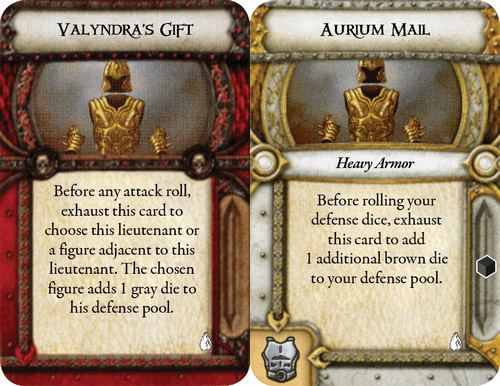 Valyndra's Gift
Before any attack roll,
exhaust this card to
choose this lieutenant or
a figure adjacent to this
lieutenant. The chosen
figure adds 1 gray die to
his defense pool.
Aurium Mail
Heavy Armor
Before rolling your
defense dice, exhaust
this card to add
1 additional brown die
to your defense pool.